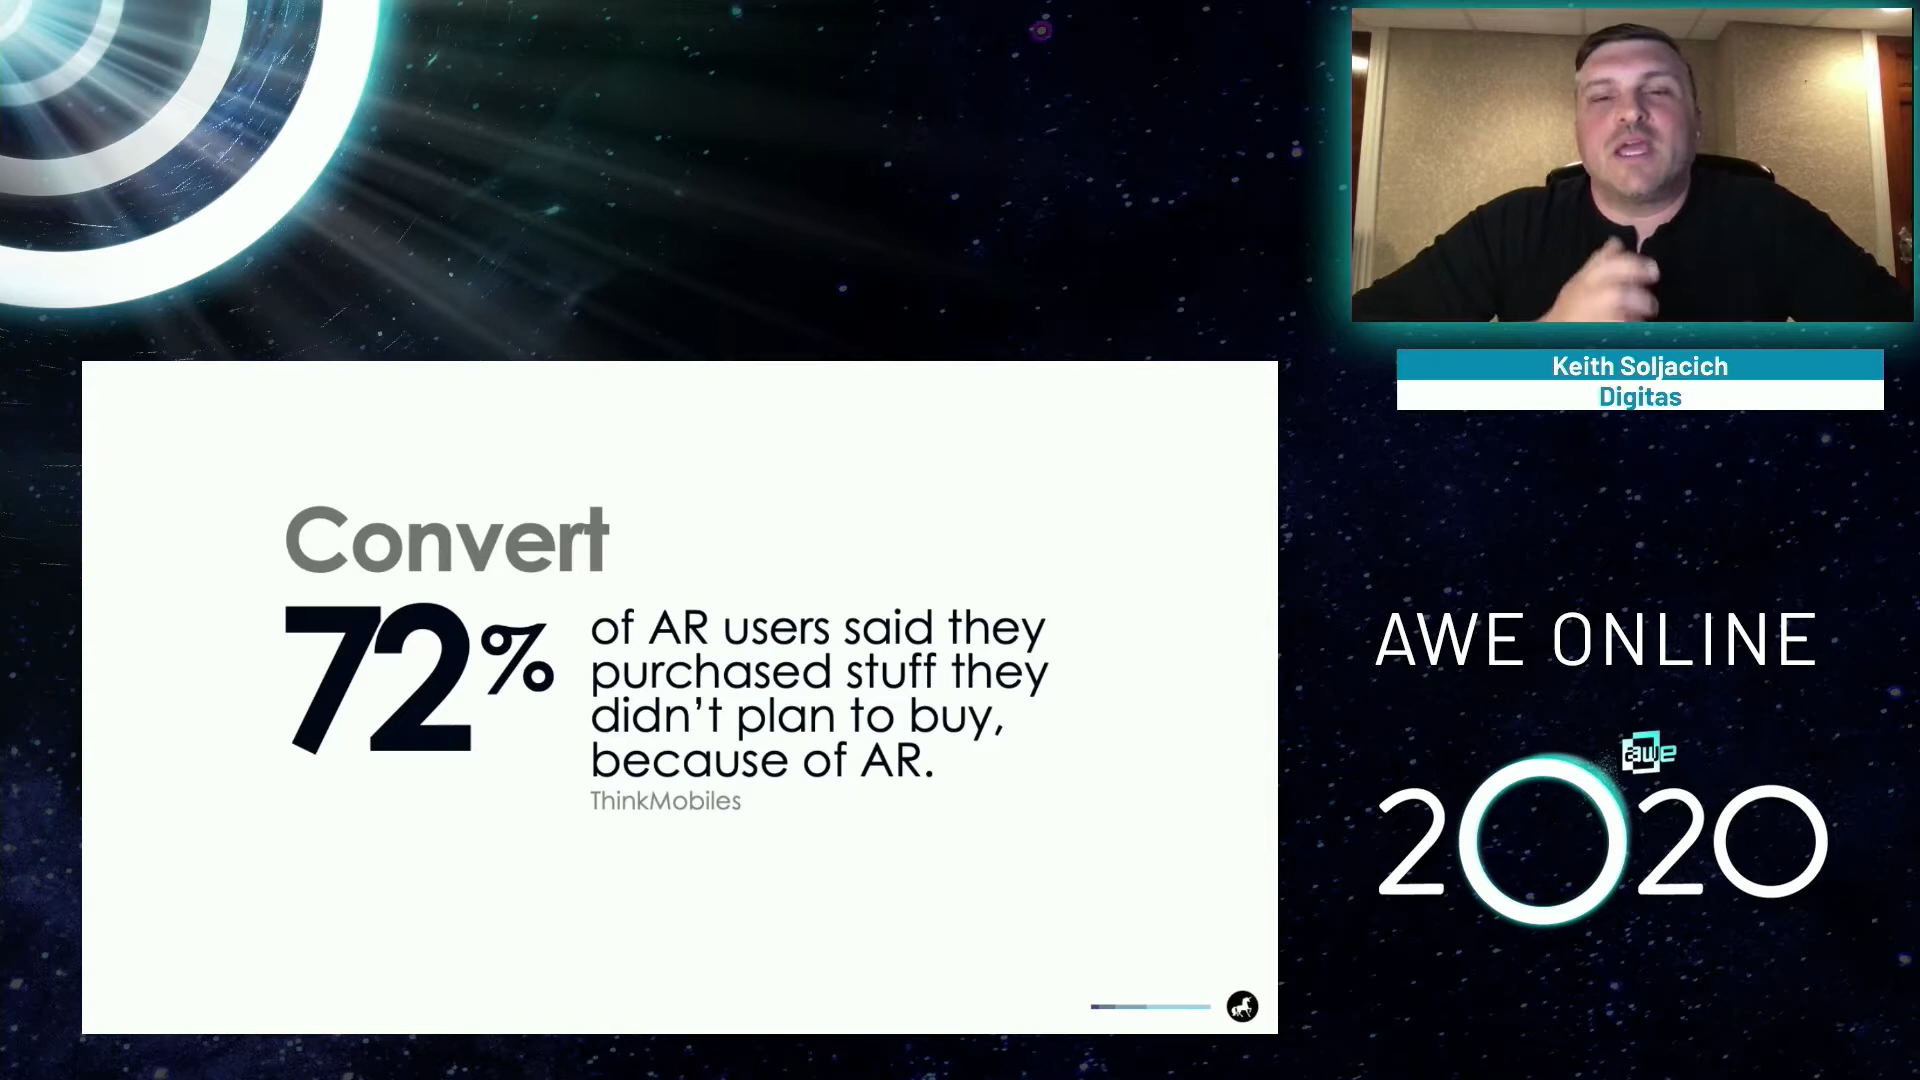 Keith Soljacich
Digitas
Convert
72%
of AR users said they
purchased stuff they
didn't plan to buy,
because of AR.
ThinkMobiles
AWE ONLINE
awe
2020